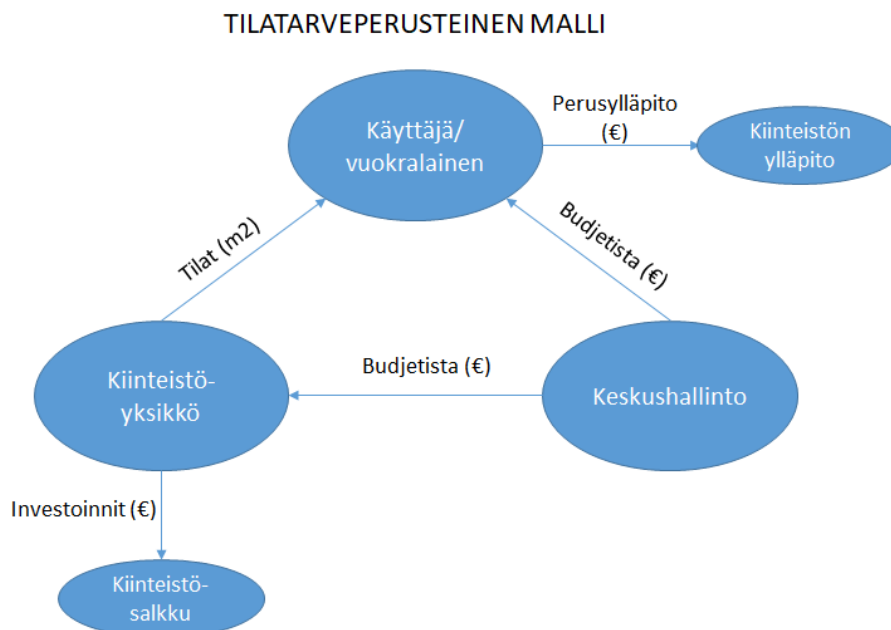 TILATARVEPERUSTEINEN MALLI
Käyttäjä/
vuokralainen
Perusylläpito
(€)
Kiinteistön
ylläpito
Tilat (m2)
Budjetista (€)
Kiinteistö-
yksikkö
Budjetista (€)
Keskushallinto
Investoinnit (€)
Kiinteistö-
salkku